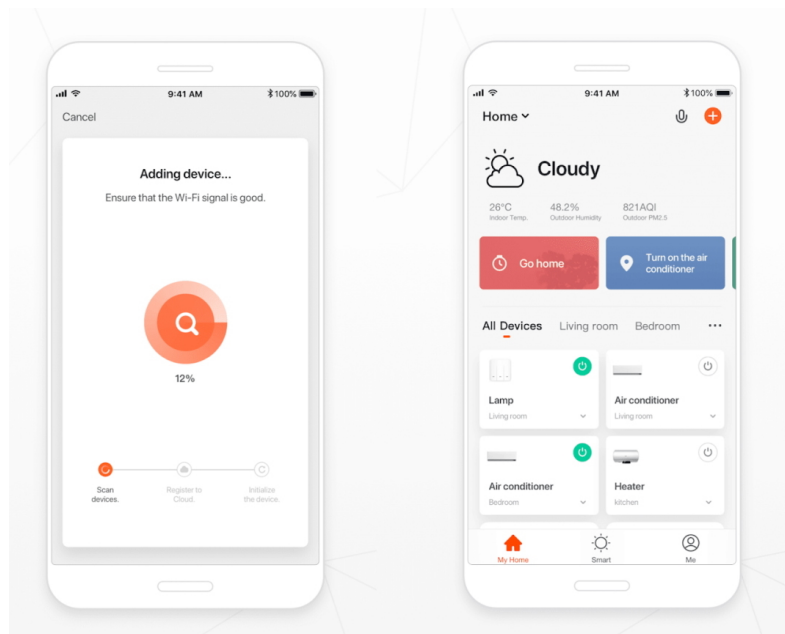 9:41 AM
100%
Cancel
Adding device...
Ensure that the Wi-Fi signal is good.
12%
Scan
devices.
Register to
Cloud.
Initialize
the device.
9:41 AM
100%
Home
Cloudy
26°C
Indoor Temp.
48.2%
Outdoor Humidity
821AQI
Outdoor PM2.5
Go home
Turn on the air
conditioner
All Devices
Living room
Bedroom
Lamp
Living room
Air conditioner
Living room
Air conditioner
Bedroom
Heater
kitchen
My Home
Smart
Me